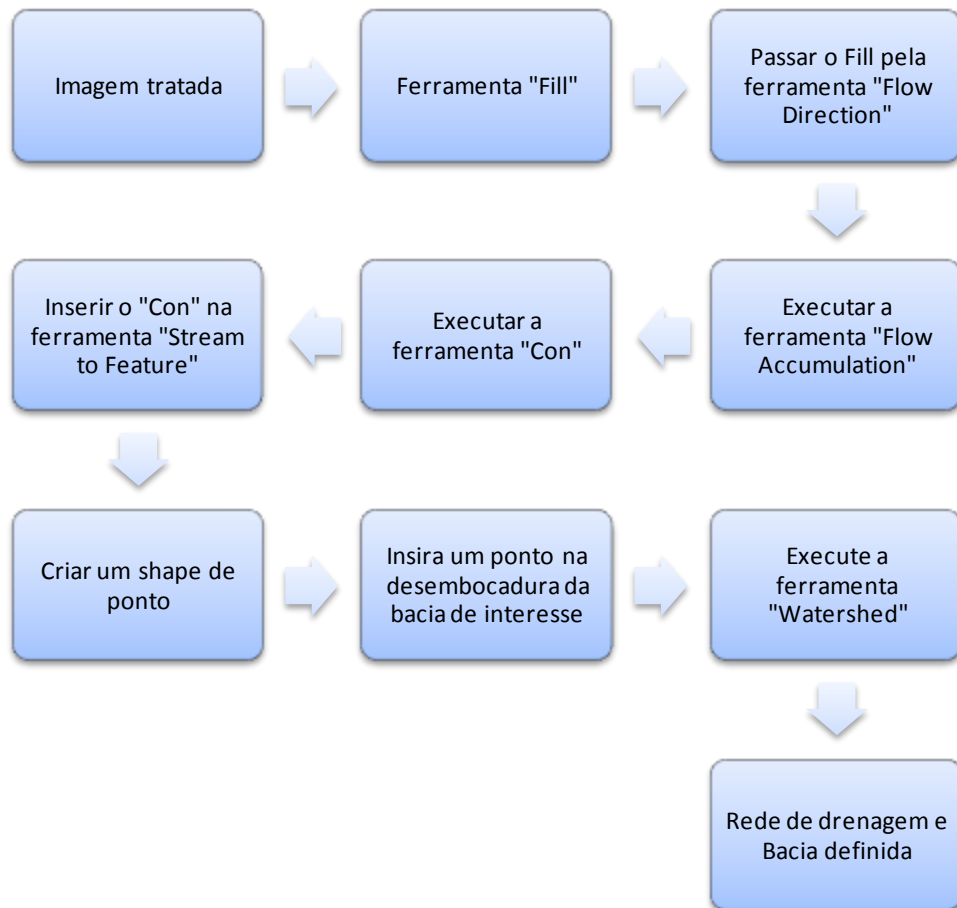 Imagem tratada
Ferramenta "Fill"
Passar o Fill pela
ferramenta "Flow
Direction"
Executar a
ferramenta "Flow
Accumulation"
Executar a
ferramenta "Con"
Inserir o "Con" na
ferramenta "Stream
to Feature"
Criar um shape de
ponto
Insira um ponto na
desembocadura da
bacia de interesse
Execute a
ferramenta
"Watershed"
Rede de drenagem e
Bacia definida